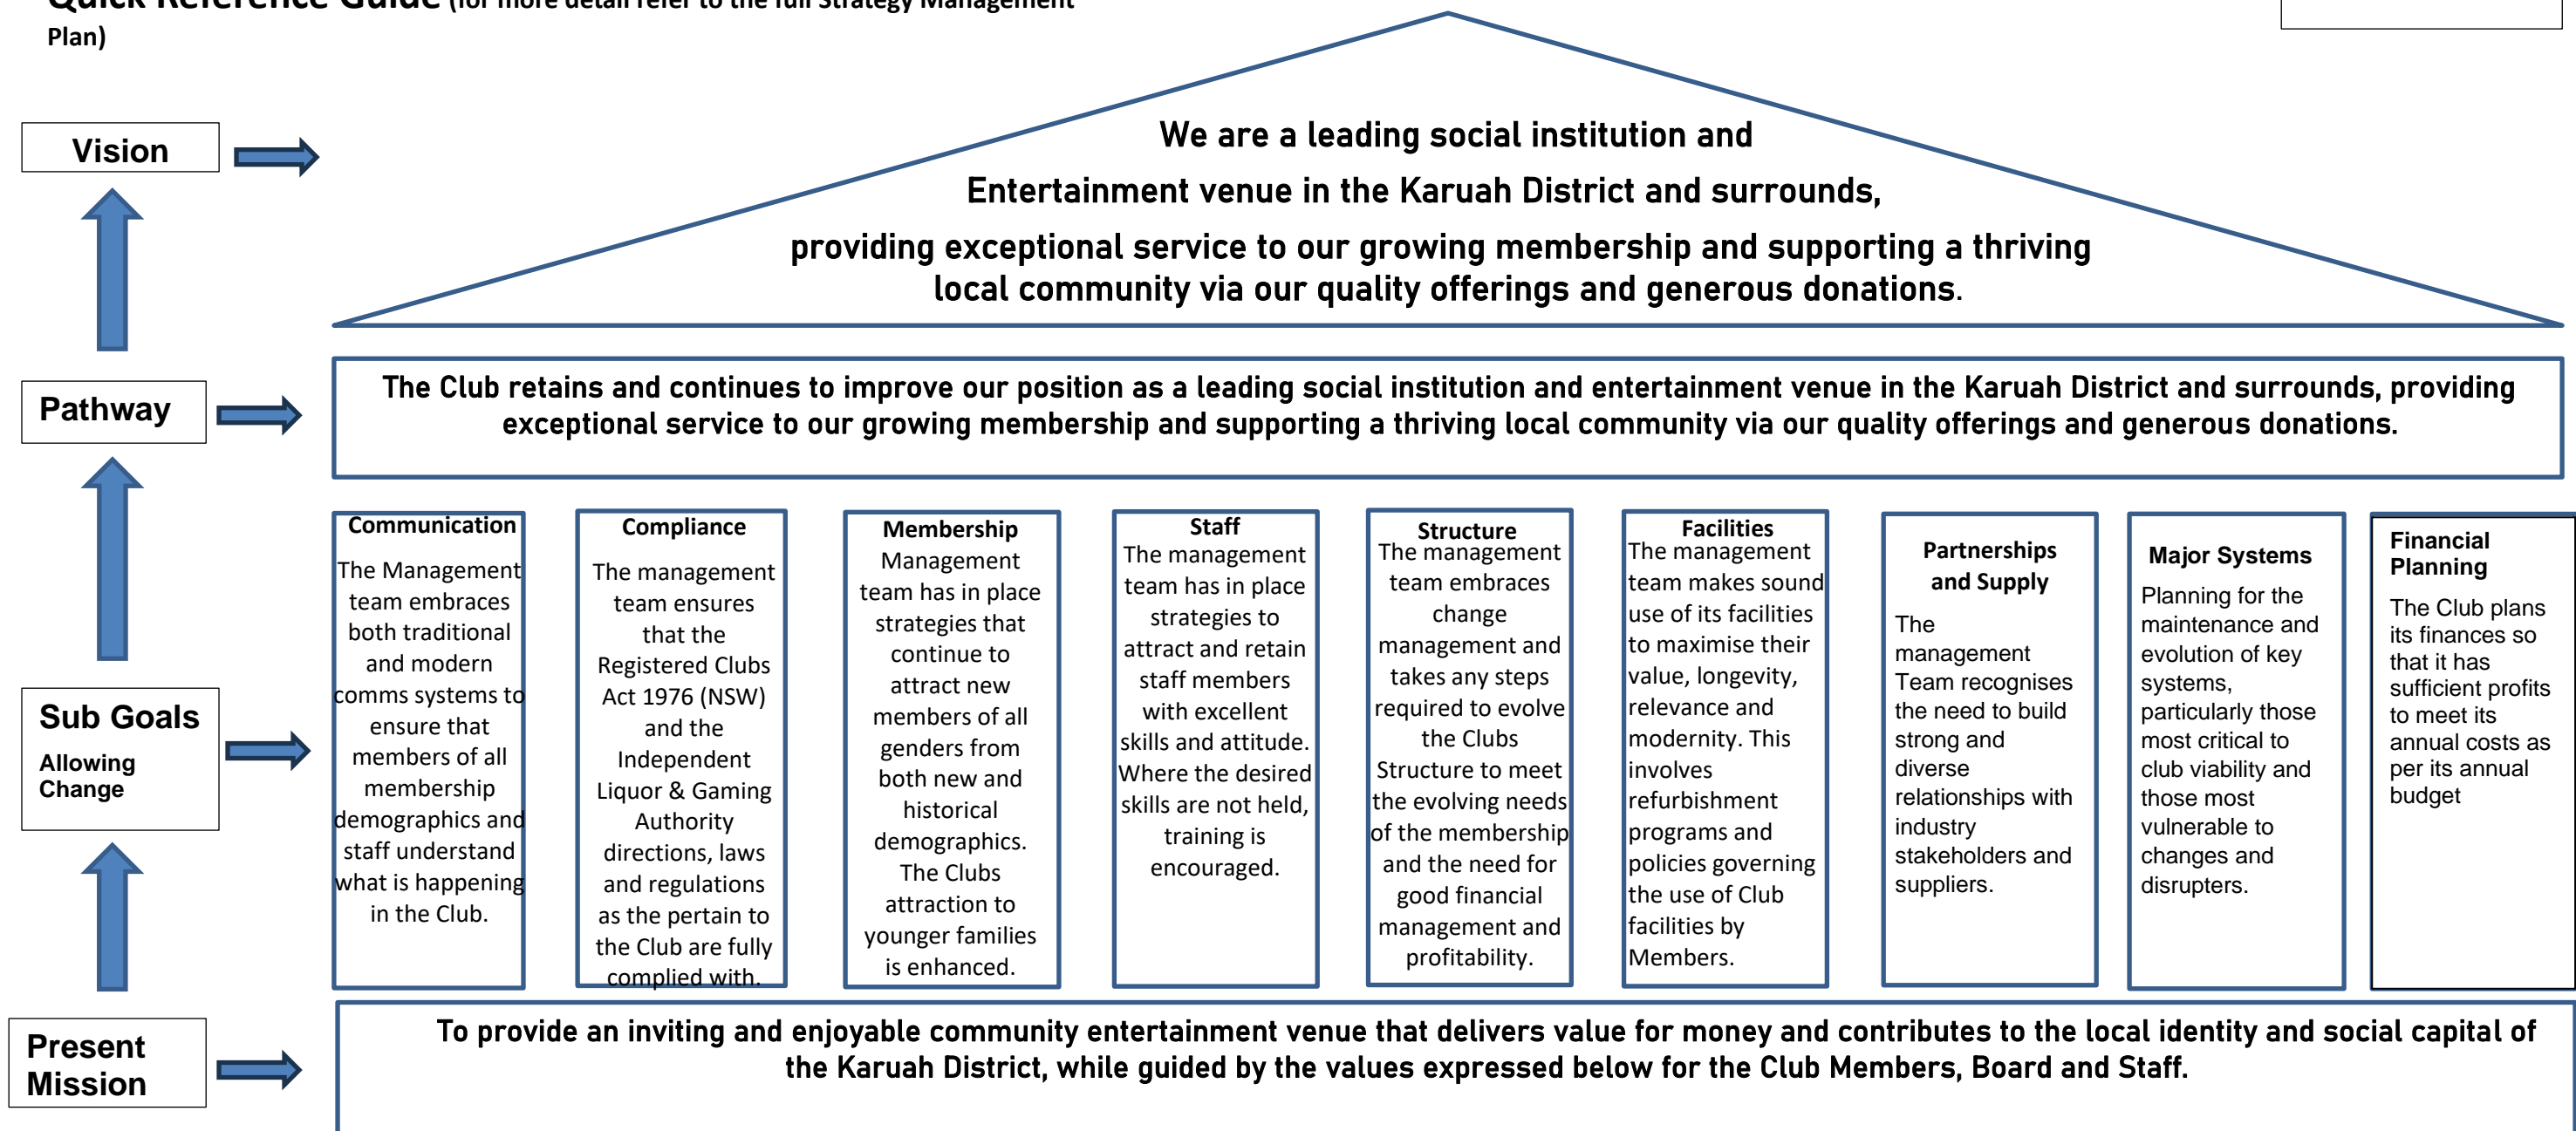 Quick Reference Guide (for more detail refer to the full Strategy Management
Plan)
Vision
We are a leading social institution and
Entertainment venue in the Karuah District and surrounds,
providing exceptional service to our growing membership and supporting a thriving
local community via our quality offerings and generous donations.
Pathway
The Club retains and continues to improve our position as a leading social institution and entertainment venue in the Karuah District and surrounds, providing
exceptional service to our growing membership and supporting a thriving local community via our quality offerings and generous donations.
Sub Goals
Allowing
Change
Communication
The Management
team embraces
both traditional
and modern
comms systems to
ensure that
members of all
membership
demographics and
staff understand
what is happening
in the Club.
Compliance
The management
team ensures
that the
Registered Clubs
Act 1976 (NSW)
and the
Independent
Liquor & Gaming
Authority
directions, laws
and regulations
as the pertain to
the Club are fully
complied with.
Membership
Management
team has in place
strategies that
continue to
attract new
members of all
genders from
both new and
historical
demographics.
The Clubs
attraction to
younger families
is enhanced.
Staff
The management
team has in place
strategies to
attract and retain
staff members
with excellent
skills and attitude.
Where the desired
skills are not held,
training is
encouraged.
Structure
The management
team embraces
change
management and
takes any steps
required to evolve
the Clubs
Structure to meet
the evolving needs
of the membership
and the need for
good financial
management and
profitability.
Facilities
The management
team makes sound
use of its facilities
to maximise their
value, longevity,
relevance and
modernity. This
involves
refurbishment
programs and
policies governing
the use of Club
facilities by
Members.
Partnerships
and Supply
The
management
Team recognises
the need to build
strong and
diverse
relationships with
industry
stakeholders and
suppliers.
Major Systems
Planning for the
maintenance and
evolution of key
systems,
particularly those
most critical to
club viability and
those most
vulnerable to
changes and
disrupters.
Financial
Planning
The Club plans
its finances so
that it has
sufficient profits
to meet its
annual costs as
per its annual
budget
Present
Mission
To provide an inviting and enjoyable community entertainment venue that delivers value for money and contributes to the local identity and social capital of
the Karuah District, while guided by the values expressed below for the Club Members, Board and Staff.